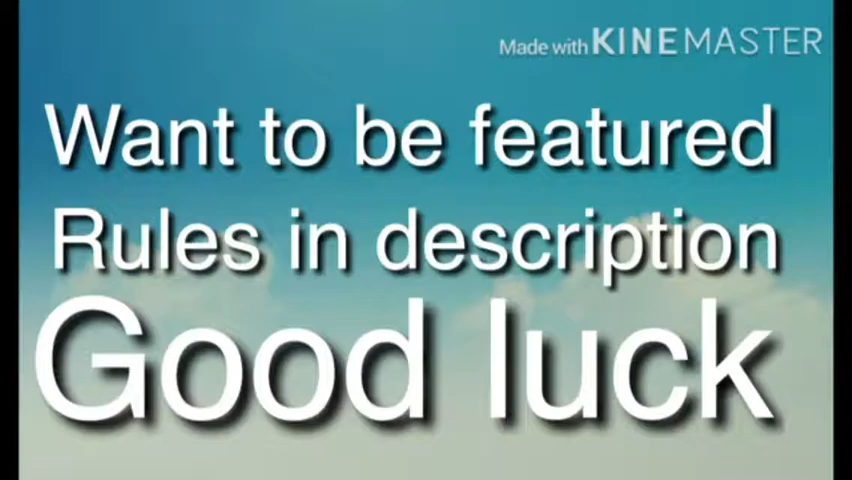 Made with KINEMASTER
Want to be featured
Rules in description
Good luck